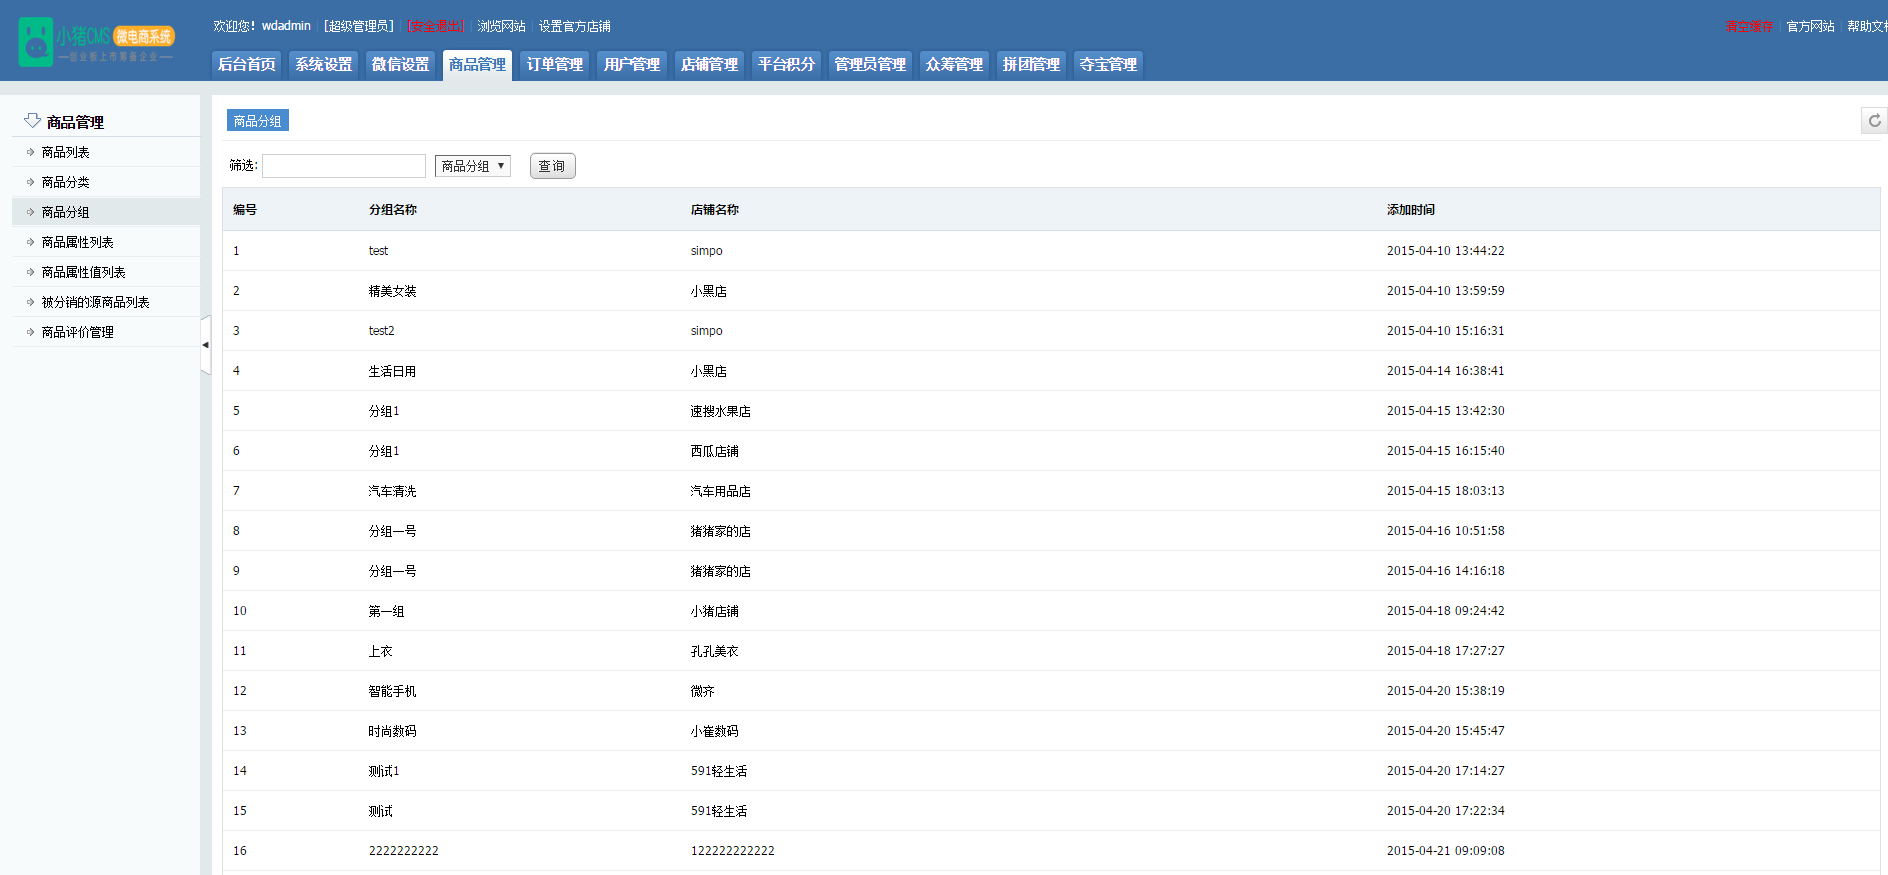 小猪CMS 微电商系统
—创业板上市筹备企业—
欢迎您！wdadmin [超级管理员] [安全退出] 浏览网站 设置官方店铺
清空缓存 官方网站 帮助文档
后台首页 系统设置 微信设置 商品管理 订单管理 用户管理 店铺管理 平台积分 管理员管理 众筹管理 拼团管理 夺宝管理
商品管理
商品列表
商品分类
商品分组
商品属性列表
商品属性值列表
被分销的源商品列表
商品评价管理
商品分组
筛选: 商品分组 ▼ 查询
编号 分组名称 店铺名称 添加时间
1 test simpo 2015-04-10 13:44:22
2 精美女装 小黑店 2015-04-10 13:59:59
3 test2 simpo 2015-04-10 15:16:31
4 生活日用 小黑店 2015-04-14 16:38:41
5 分组1 速搜水果店 2015-04-15 13:42:30
6 分组1 西瓜店铺 2015-04-15 16:15:40
7 汽车清洗 汽车用品店 2015-04-15 18:03:13
8 分组一号 猪猪家的店 2015-04-16 10:51:58
9 分组一号 猪猪家的店 2015-04-16 14:16:18
10 第一组 小猪店铺 2015-04-18 09:24:42
11 上衣 孔孔美衣 2015-04-18 17:27:27
12 智能手机 微夯 2015-04-20 15:38:19
13 时尚数码 小崔数码 2015-04-20 15:45:47
14 测试1 591轻生活 2015-04-20 17:14:27
15 测试 591轻生活 2015-04-20 17:22:34
16 2222222222 122222222222 2015-04-21 09:09:08